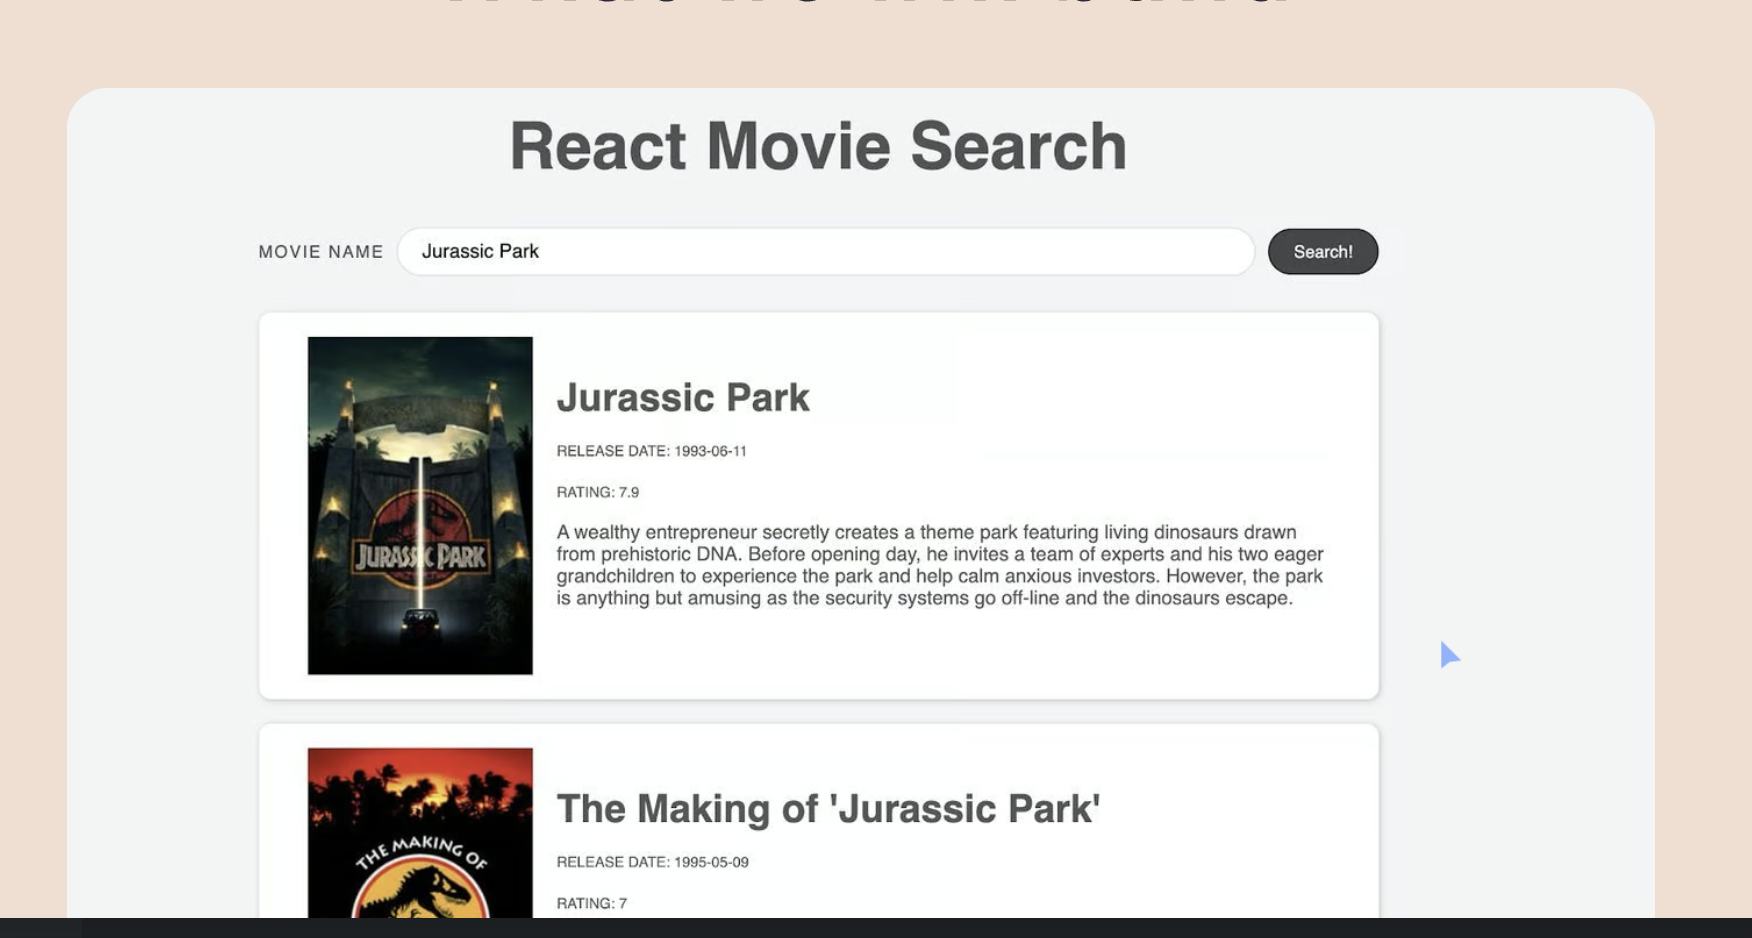 React Movie Search
MOVIE NAME
Jurassic Park
Search!
JURASSIC PARK
Jurassic Park
RELEASE DATE: 1993-06-11
RATING: 7.9
A wealthy entrepreneur secretly creates a theme park featuring living dinosaurs drawn
from prehistoric DNA. Before opening day, he invites a team of experts and his two eager
grandchildren to experience the park and help calm anxious investors. However, the park
is anything but amusing as the security systems go off-line and the dinosaurs escape.
THE MAKING OF
The Making of 'Jurassic Park'
RELEASE DATE: 1995-05-09
RATING: 7